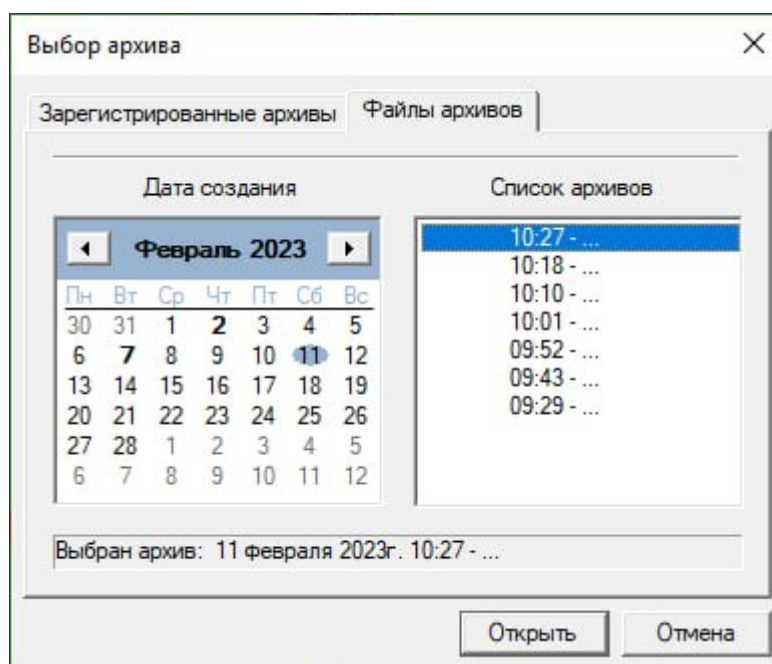 Выбор архива
Зарегистрированные архивы Файлы архивов
Дата создания
Февраль 2023
Пн Вт Ср Чт Пт Сб Вс
30 31 1 2 3 4 5
6 7 8 9 10 11 12
13 14 15 16 17 18 19
20 21 22 23 24 25 26
27 28 1 2 3 4 5
6 7 8 9 10 11 12
Список архивов
10:27 - ...
10:18 - ...
10:10 - ...
10:01 - ...
09:52 - ...
09:43 - ...
09:29 - ...
Выбран архив: 11 февраля 2023г. 10:27 - ...
Открыть Отмена